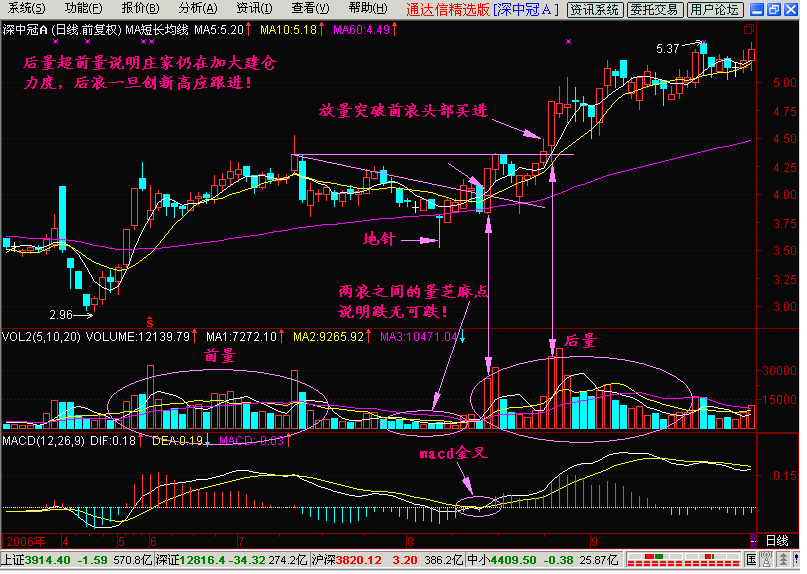 系统(S) 功能(F) 报价(B) 分析(A) 资讯(I) 查看(V) 帮助(H) 通达信精选版 [深中冠A] 资讯系统 委托交易 用户论坛
深中冠A (日线.前复权) MA短长均线 MA5:5.20↑ MA10:5.18↑ MA60:4.49↑
5.37
后量超前量说明庄家仍在加大建仓
力度,后浪一旦创新高应跟进!
放量突破前浪头部买进
5.00
4.75
4.50
4.25
4.00
3.75
3.50
3.25
3.00
地针
两浪之间的量芝麻点
说明跌无可跌!
2.96
VOL2(5,10,20) VOLUME:12139.79↑ MA1:7272.10↑ MA2:9265.92↑ MA3:10471.04↓
前量
后量
30000
15000
MACD(12,26,9) DIF:0.18↑ DEA:0.19↓ MACD:-0.03↑
macd金叉
0.15
2006年 4 5 6 7 8 9 日线
上证3914.40 -1.59 570.8亿 深证12816.4 -34.32 274.2亿 沪深3820.12 3.20 386.2亿 中小4409.50 -0.38 25.87亿 国